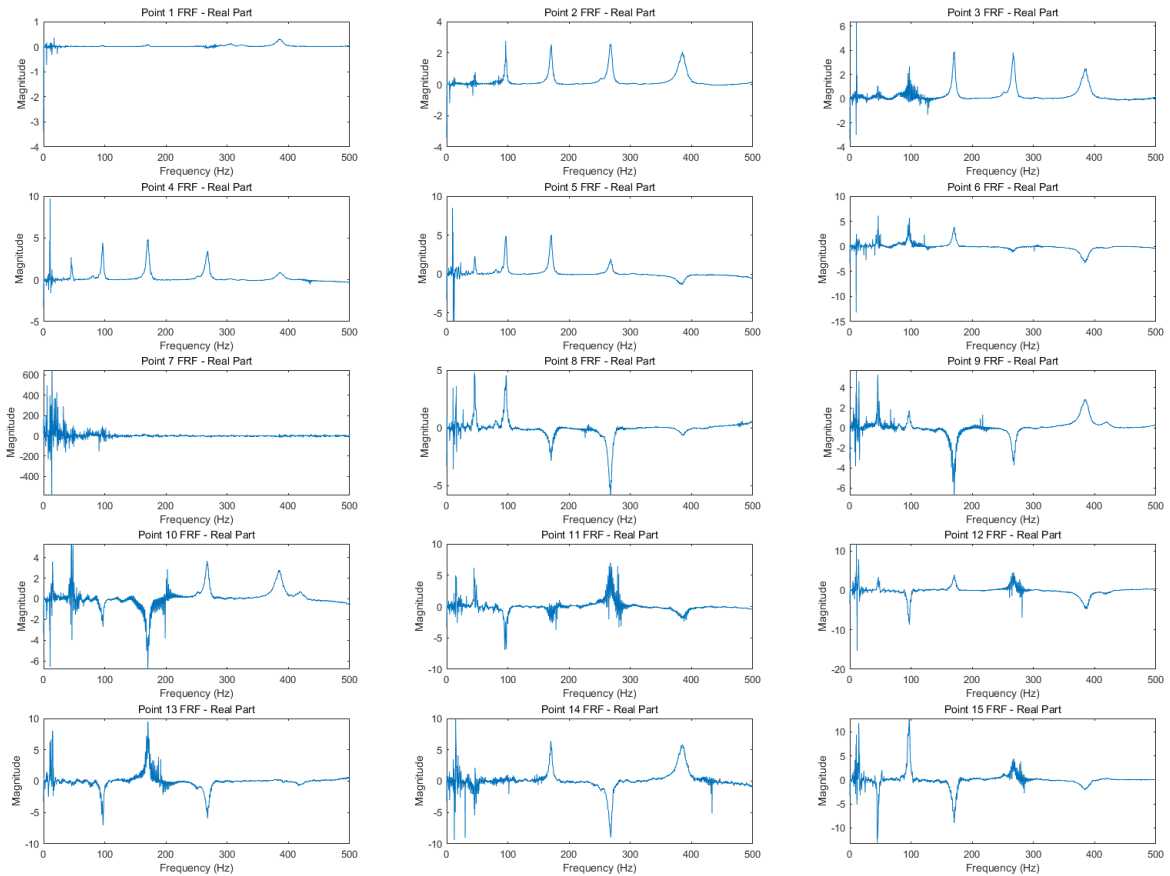 Point 1 FRF - Real Part
1
0
-1
-2
-3
-4
Magnitude
0 100 200 300 400 500
Frequency (Hz)
Point 2 FRF - Real Part
4
2
0
-2
-4
Magnitude
0 100 200 300 400 500
Frequency (Hz)
Point 3 FRF - Real Part
6
4
2
0
-2
-4
Magnitude
0 100 200 300 400 500
Frequency (Hz)
Point 4 FRF - Real Part
10
5
0
-5
Magnitude
0 100 200 300 400 500
Frequency (Hz)
Point 5 FRF - Real Part
5
0
-5
Magnitude
0 100 200 300 400 500
Frequency (Hz)
Point 6 FRF - Real Part
10
5
0
-5
-10
-15
Magnitude
0 100 200 300 400 500
Frequency (Hz)
Point 7 FRF - Real Part
600
400
200
0
-200
-400
Magnitude
0 100 200 300 400 500
Frequency (Hz)
Point 8 FRF - Real Part
5
0
-5
Magnitude
0 100 200 300 400 500
Frequency (Hz)
Point 9 FRF - Real Part
4
2
0
-2
-4
-6
Magnitude
0 100 200 300 400 500
Frequency (Hz)
Point 10 FRF - Real Part
4
2
0
-2
-4
-6
Magnitude
0 100 200 300 400 500
Frequency (Hz)
Point 11 FRF - Real Part
10
5
0
-5
-10
Magnitude
0 100 200 300 400 500
Frequency (Hz)
Point 12 FRF - Real Part
10
0
-10
-20
Magnitude
0 100 200 300 400 500
Frequency (Hz)
Point 13 FRF - Real Part
10
5
0
-5
-10
Magnitude
0 100 200 300 400 500
Frequency (Hz)
Point 14 FRF - Real Part
10
5
0
-5
-10
Magnitude
0 100 200 300 400 500
Frequency (Hz)
Point 15 FRF - Real Part
10
5
0
-5
-10
Magnitude
0 100 200 300 400 500
Frequency (Hz)